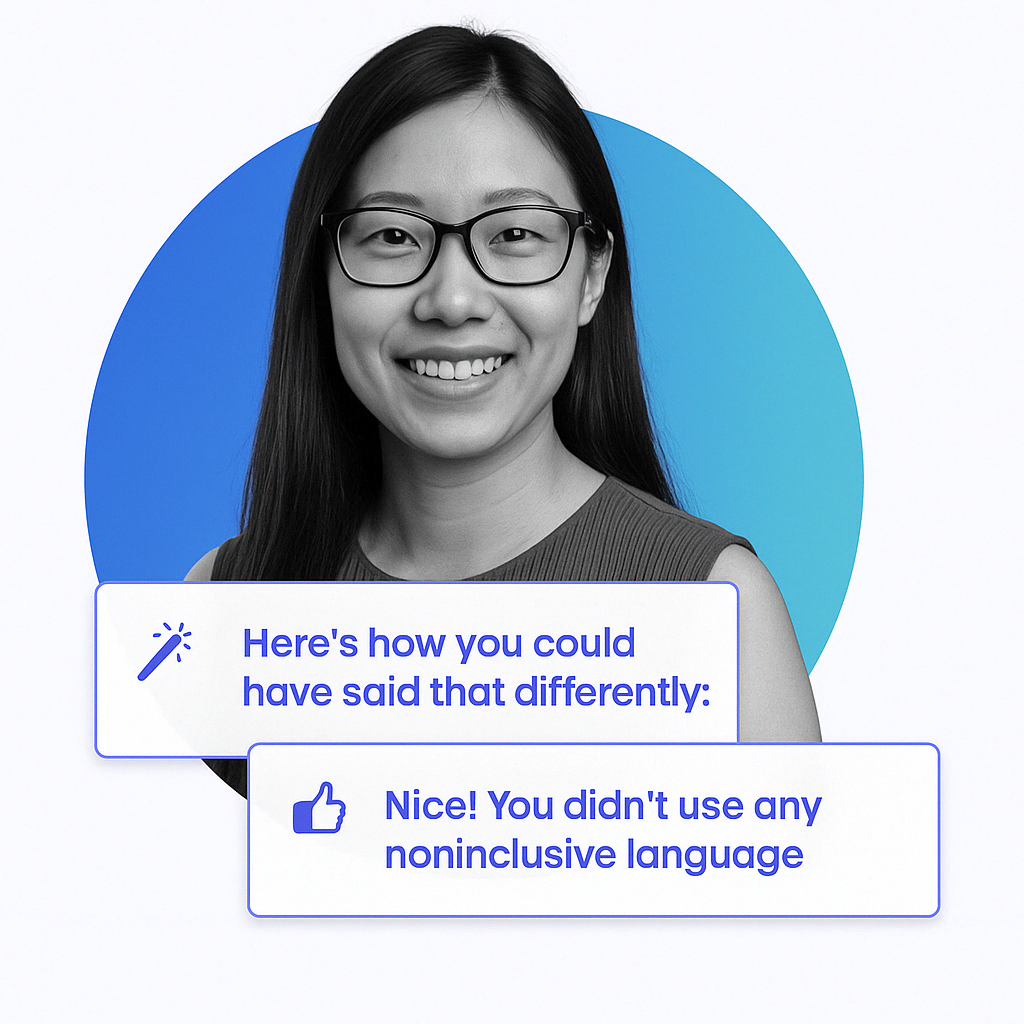 Here's how you could
have said that differently:
Nice! You didn't use any
noninclusive language